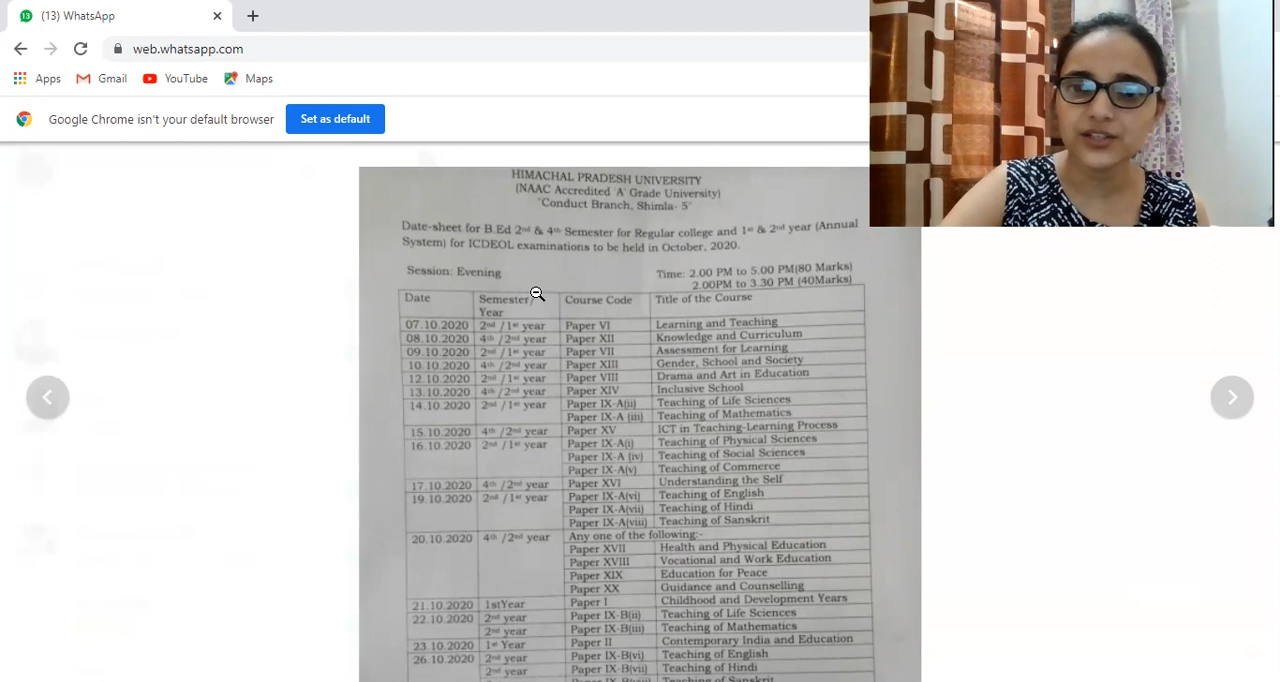 (13) WhatsApp
web.whatsapp.com
Apps Gmail YouTube Maps
Google Chrome isn't your default browser Set as default
HIMACHAL PRADESH UNIVERSITY
(NAAC Accredited 'A' Grade University)
"Conduct Branch, Shimla- 5"
Date-sheet for B.Ed 2nd & 4th Semester for Regular college and 1st & 2nd year (Annual
System) for ICDEOL examinations to be held in October, 2020.
Session: Evening Time: 2.00 PM to 5.00 PM(80 Marks)
2.00PM to 3.30 PM (40Marks)
Date Semester/ Course Code Title of the Course
Year
07.10.2020 2nd /1st year Paper VI Learning and Teaching
08.10.2020 4th /2nd year Paper XII Knowledge and Curriculum
09.10.2020 2nd /1st year Paper VII Assessment for Learning
10.10.2020 4th /2nd year Paper XIII Gender, School and Society
12.10.2020 2nd /1st year Paper VIII Drama and Art in Education
13.10.2020 4th /2nd year Paper XIV Inclusive School
14.10.2020 2nd /1st year Paper IX-A(ii) Teaching of Life Sciences
Paper IX-A (iii) Teaching of Mathematics
15.10.2020 4th /2nd year Paper XV ICT in Teaching-Learning Process
16.10.2020 2nd /1st year Paper IX-A(i) Teaching of Physical Sciences
Paper IX-A (iv) Teaching of Social Sciences
Paper IX-A(v) Teaching of Commerce
17.10.2020 4th /2nd year Paper XVI Understanding the Self
19.10.2020 2nd /1st year Paper IX-A(vi) Teaching of English
Paper IX-A(vii) Teaching of Hindi
Paper IX-A(viii) Teaching of Sanskrit
20.10.2020 4th /2nd year Any one of the following:-
Paper XVII Health and Physical Education
Paper XVIII Vocational and Work Education
Paper XIX Education for Peace
Paper XX Guidance and Counselling
21.10.2020 1stYear Paper I Childhood and Development Years
22.10.2020 2nd year Paper IX-B(ii) Teaching of Life Sciences
2nd year Paper IX-B(iii) Teaching of Mathematics
23.10.2020 1st Year Paper II Contemporary India and Education
26.10.2020 2nd year Paper IX-B(vi) Teaching of English
2nd year Paper IX-B(vii) Teaching of Hindi
Teaching of Sanskrit